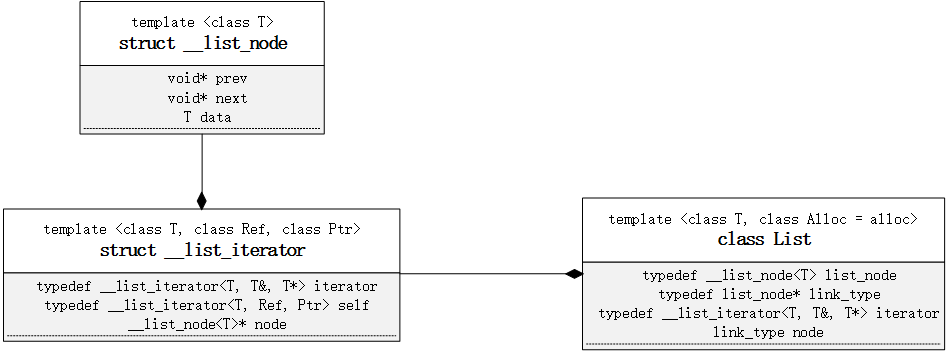 template <class T>
struct __list_node
void* prev
void* next
T data
template <class T, class Ref, class Ptr>
struct __list_iterator
typedef __list_iterator<T, T&, T*> iterator
typedef __list_iterator<T, Ref, Ptr> self
__list_node<T>* node
template <class T, class Alloc = alloc>
class List
typedef __list_node<T> list_node
typedef list_node* link_type
typedef __list_iterator<T, T&, T*> iterator
link_type node